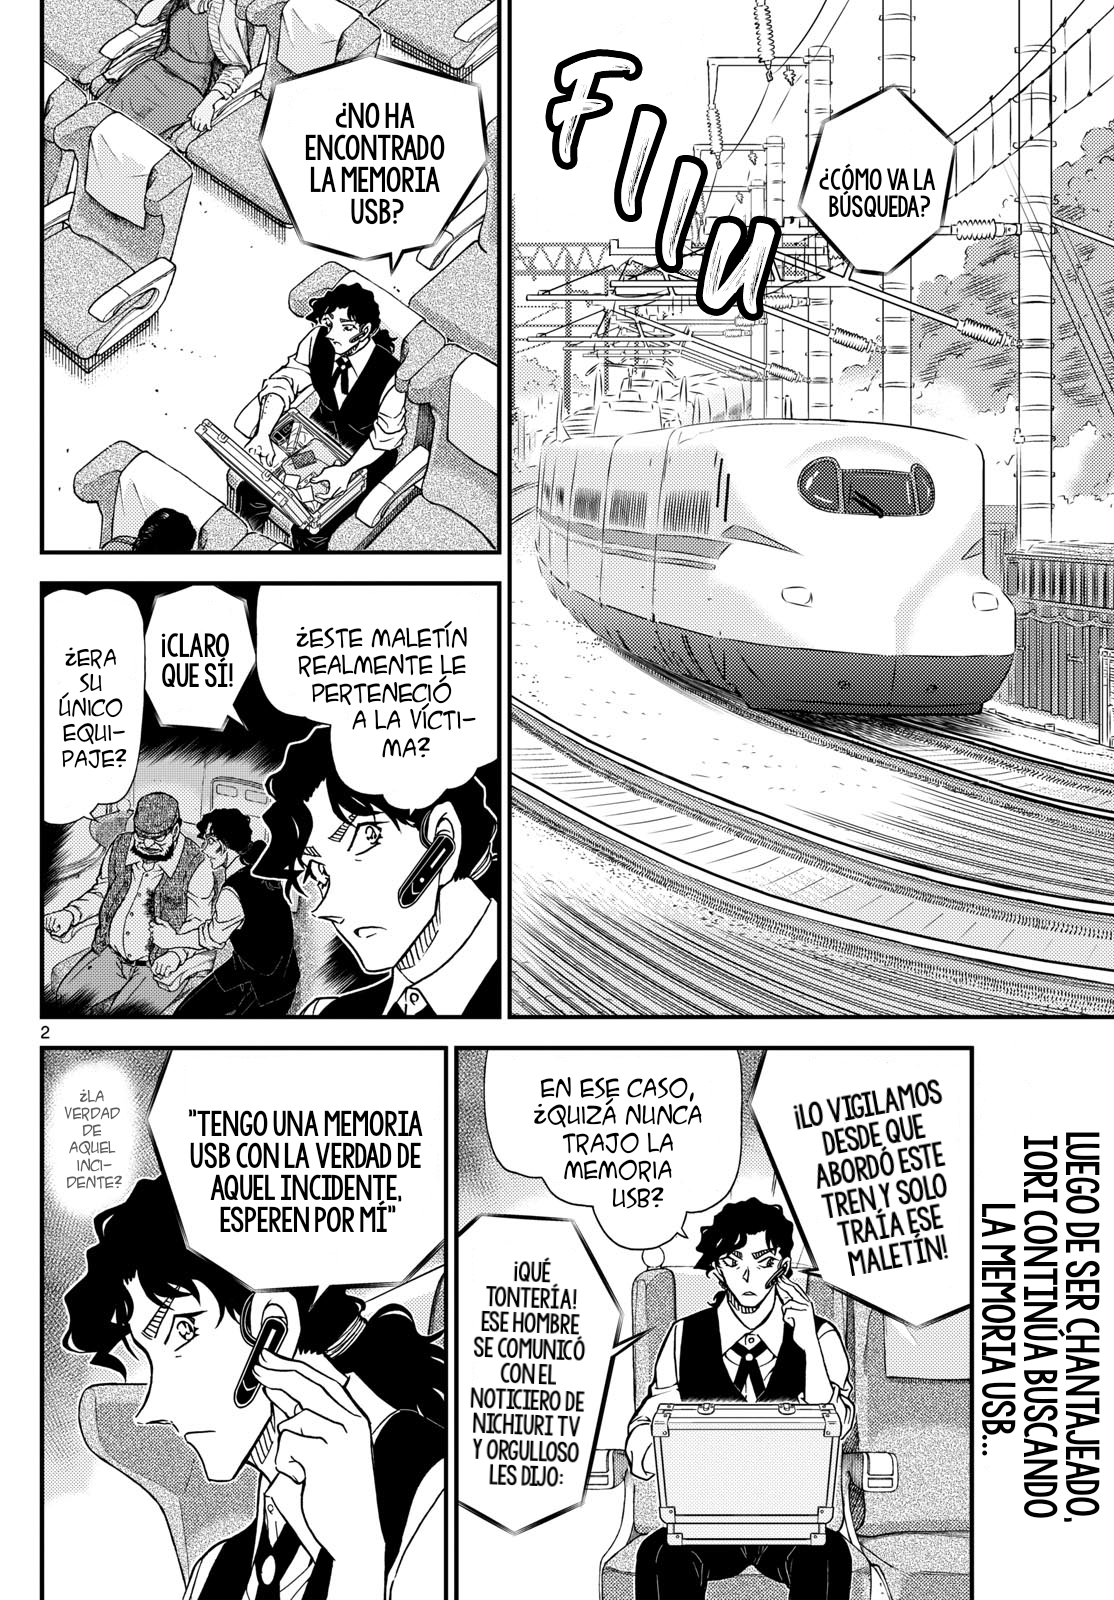 FIIU
¿CÓMO VA LA
BÚSQUEDA?
¿NO HA
ENCONTRADO
LA MEMORIA
USB?
¿ESTE MALETÍN
REALMENTE LE
PERTENECIÓ
A LA VÍCTI-
MA?
¡CLARO
QUE SÍ!
¿ERA
SU
ÚNICO
EQUI-
PAJE?
2
LUEGO DE SER CHANTAJEADO,
IORI CONTINÚA BUSCANDO
LA MEMORIA USB...
¡LO VIGILAMOS
DESDE QUE
ABORDÓ ESTE
TREN Y SOLO
TRAÍA ESE
MALETÍN!
EN ESE CASO,
¿QUIZÁ NUNCA
TRAJO LA
MEMORIA
USB?
¡QUÉ
TONTERÍA!
ESE HOMBRE
SE COMUNICÓ
CON EL
NOTICIERO DE
NICHIURI TV
Y ORGULLOSO
LES DIJO:
"TENGO UNA MEMORIA
USB CON LA VERDAD DE
AQUEL INCIDENTE.
ESPEREN POR MÍ"
¿LA
VERDAD
DE
AQUEL
INCI-
DENTE?